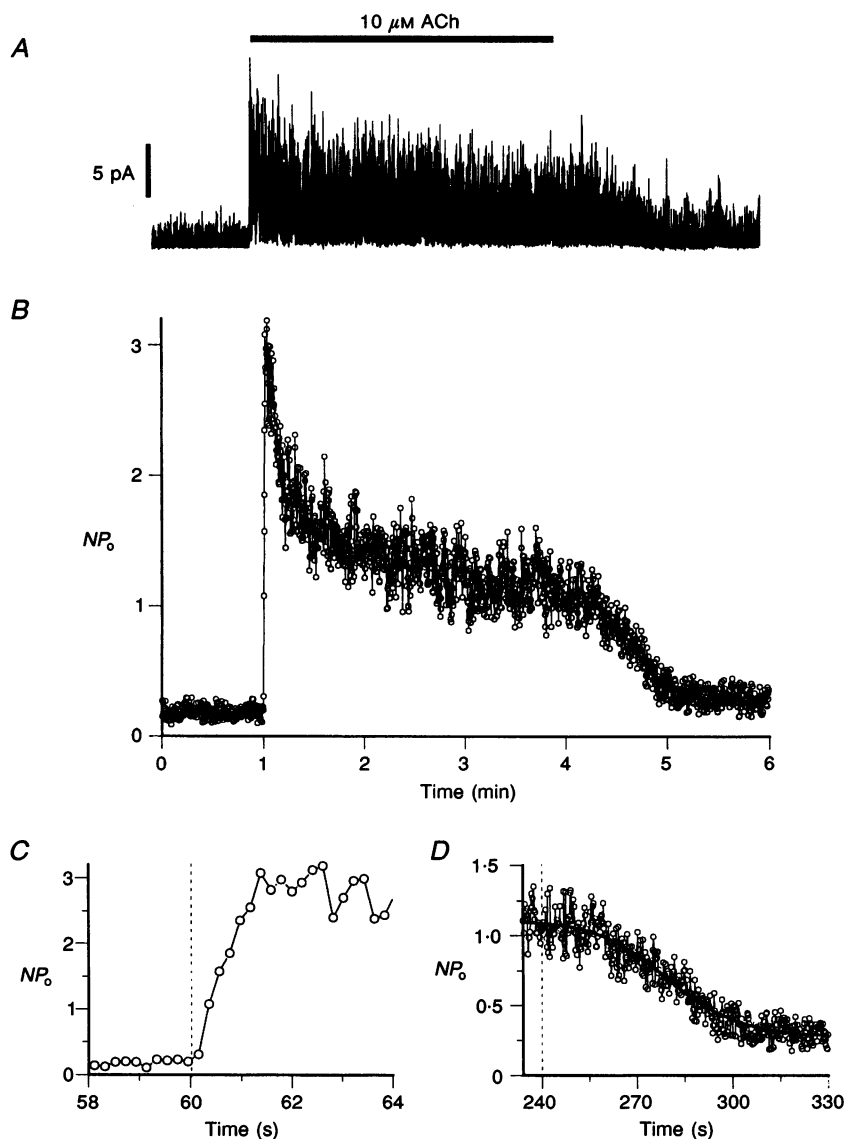 10 μM ACh
A
5 pA
B
3
2
NPo
1
0
0 1 2 3 4 5 6
Time (min)
C
3
2
NPo
1
0
58 60 62 64
Time (s)
D
1·5
1·0
NPo
0·5
0
240 270 300 330
Time (s)